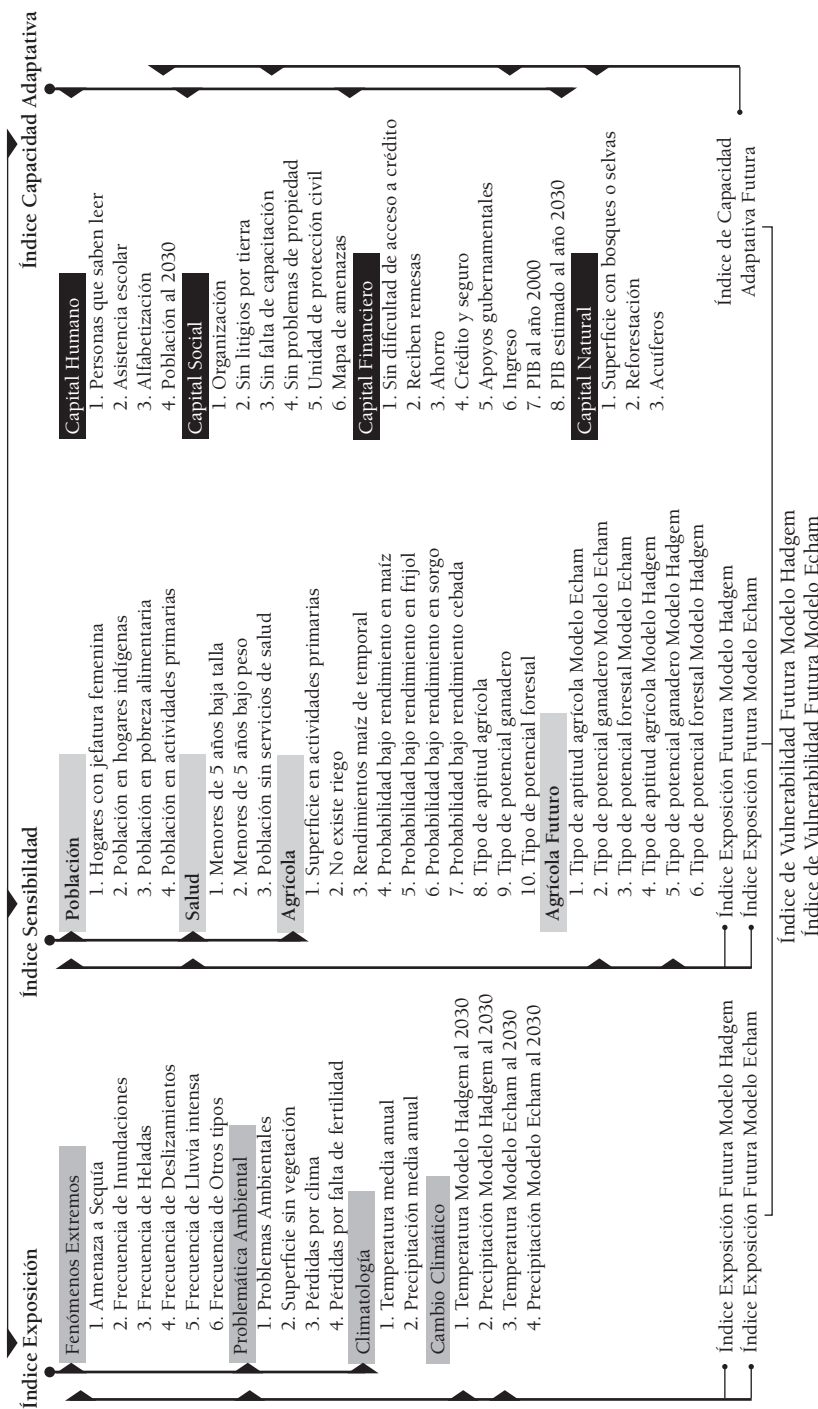 Índice Exposición
Fenómenos Extremos
1. Amenaza a Sequía
2. Frecuencia de Inundaciones
3. Frecuencia de Heladas
4. Frecuencia de Deslizamientos
5. Frecuencia de Lluvia intensa
6. Frecuencia de Otros tipos
Problemática Ambiental
1. Problemas Ambientales
2. Superficie sin vegetación
3. Pérdidas por clima
4. Pérdidas por falta de fertilidad
Climatología
1. Temperatura media anual
2. Precipitación media anual
Cambio Climático
1. Temperatura Modelo Hadgem al 2030
2. Precipitación Modelo Hadgem al 2030
3. Temperatura Modelo Echam al 2030
4. Precipitación Modelo Echam al 2030
Índice Exposición Futura Modelo Hadgem
Índice Exposición Futura Modelo Echam
Índice Sensibilidad
Población
1. Hogares con jefatura femenina
2. Población en hogares indígenas
3. Población en pobreza alimentaria
4. Población en actividades primarias
Salud
1. Menores de 5 años baja talla
2. Menores de 5 años bajo peso
3. Población sin servicios de salud
Agrícola
1. Superficie en actividades primarias
2. No existe riego
3. Rendimientos maíz de temporal
4. Probabilidad bajo rendimiento en maíz
5. Probabilidad bajo rendimiento en frijol
6. Probabilidad bajo rendimiento en sorgo
7. Probabilidad bajo rendimiento cebada
8. Tipo de aptitud agrícola
9. Tipo de potencial ganadero
10. Tipo de potencial forestal
Agrícola Futuro
1. Tipo de aptitud agrícola Modelo Echam
2. Tipo de potencial ganadero Modelo Echam
3. Tipo de potencial forestal Modelo Echam
4. Tipo de aptitud agrícola Modelo Hadgem
5. Tipo de potencial ganadero Modelo Hadgem
6. Tipo de potencial forestal Modelo Hadgem
Índice Exposición Futura Modelo Hadgem
Índice Exposición Futura Modelo Echam
Índice Capacidad Adaptativa
Capital Humano
1. Personas que saben leer
2. Asistencia escolar
3. Alfabetización
4. Población al 2030
Capital Social
1. Organización
2. Sin litigios por tierra
3. Sin falta de capacitación
4. Sin problemas de propiedad
5. Unidad de protección civil
6. Mapa de amenazas
Capital Financiero
1. Sin dificultad de acceso a crédito
2. Reciben remesas
3. Ahorro
4. Crédito y seguro
5. Apoyos gubernamentales
6. Ingreso
7. PIB al año 2000
8. PIB estimado al año 2030
Capital Natural
1. Superficie con bosques o selvas
2. Reforestación
3. Acuíferos
Índice de Capacidad
Adaptativa Futura
Índice de Vulnerabilidad Futura Modelo Hadgem
Índice de Vulnerabilidad Futura Modelo Echam